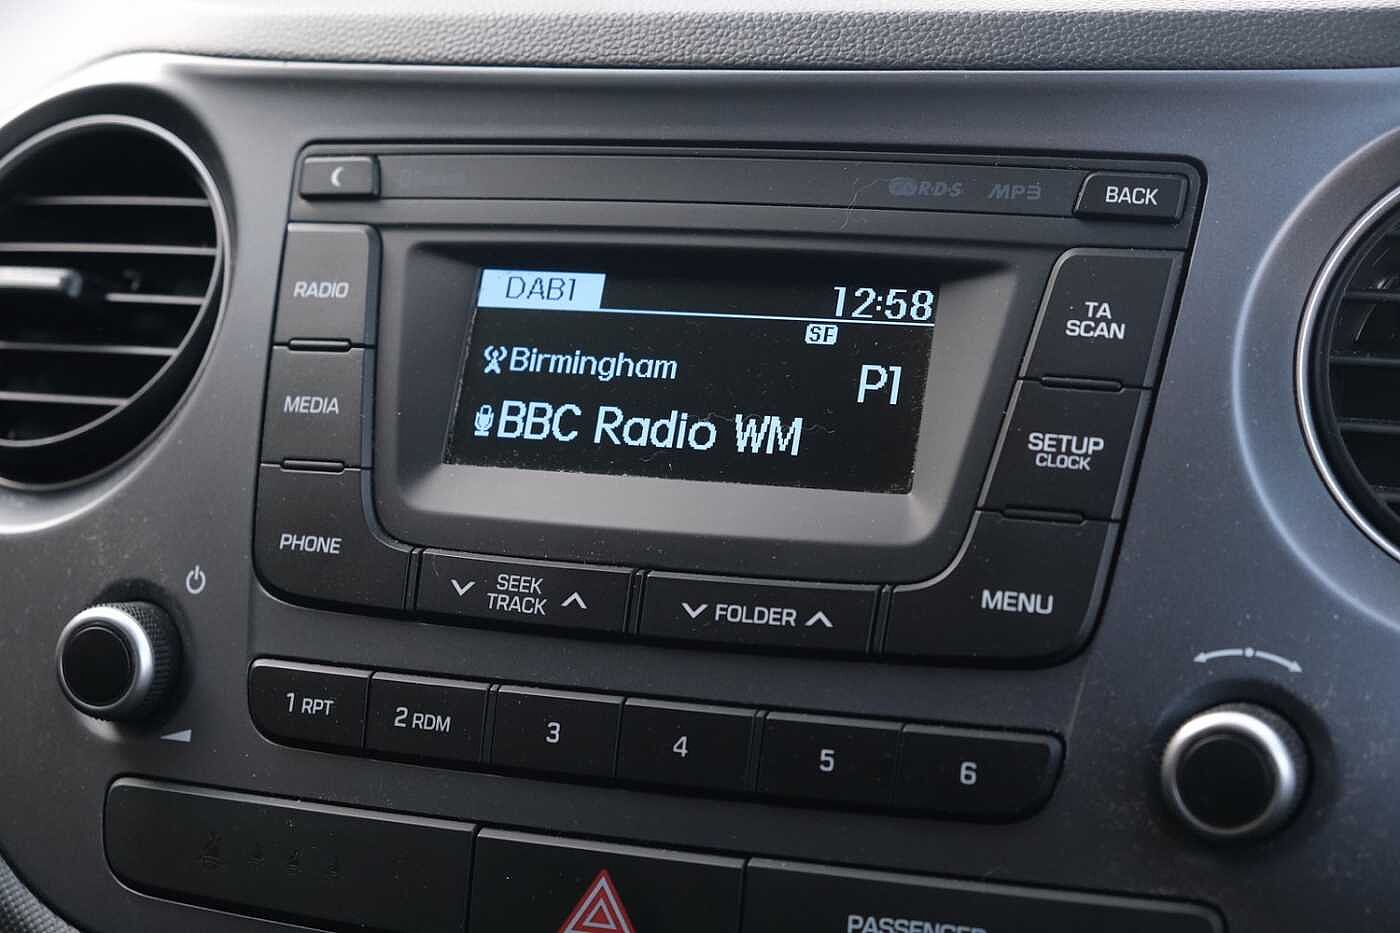 R·D·S MP3
BACK
RADIO
DAB1
12:58
SF
TA
SCAN
Birmingham
P1
MEDIA
BBC Radio WM
SETUP
CLOCK
PHONE
SEEK
TRACK
FOLDER
MENU
1 RPT
2 RDM
3
4
5
6
PASSENGER